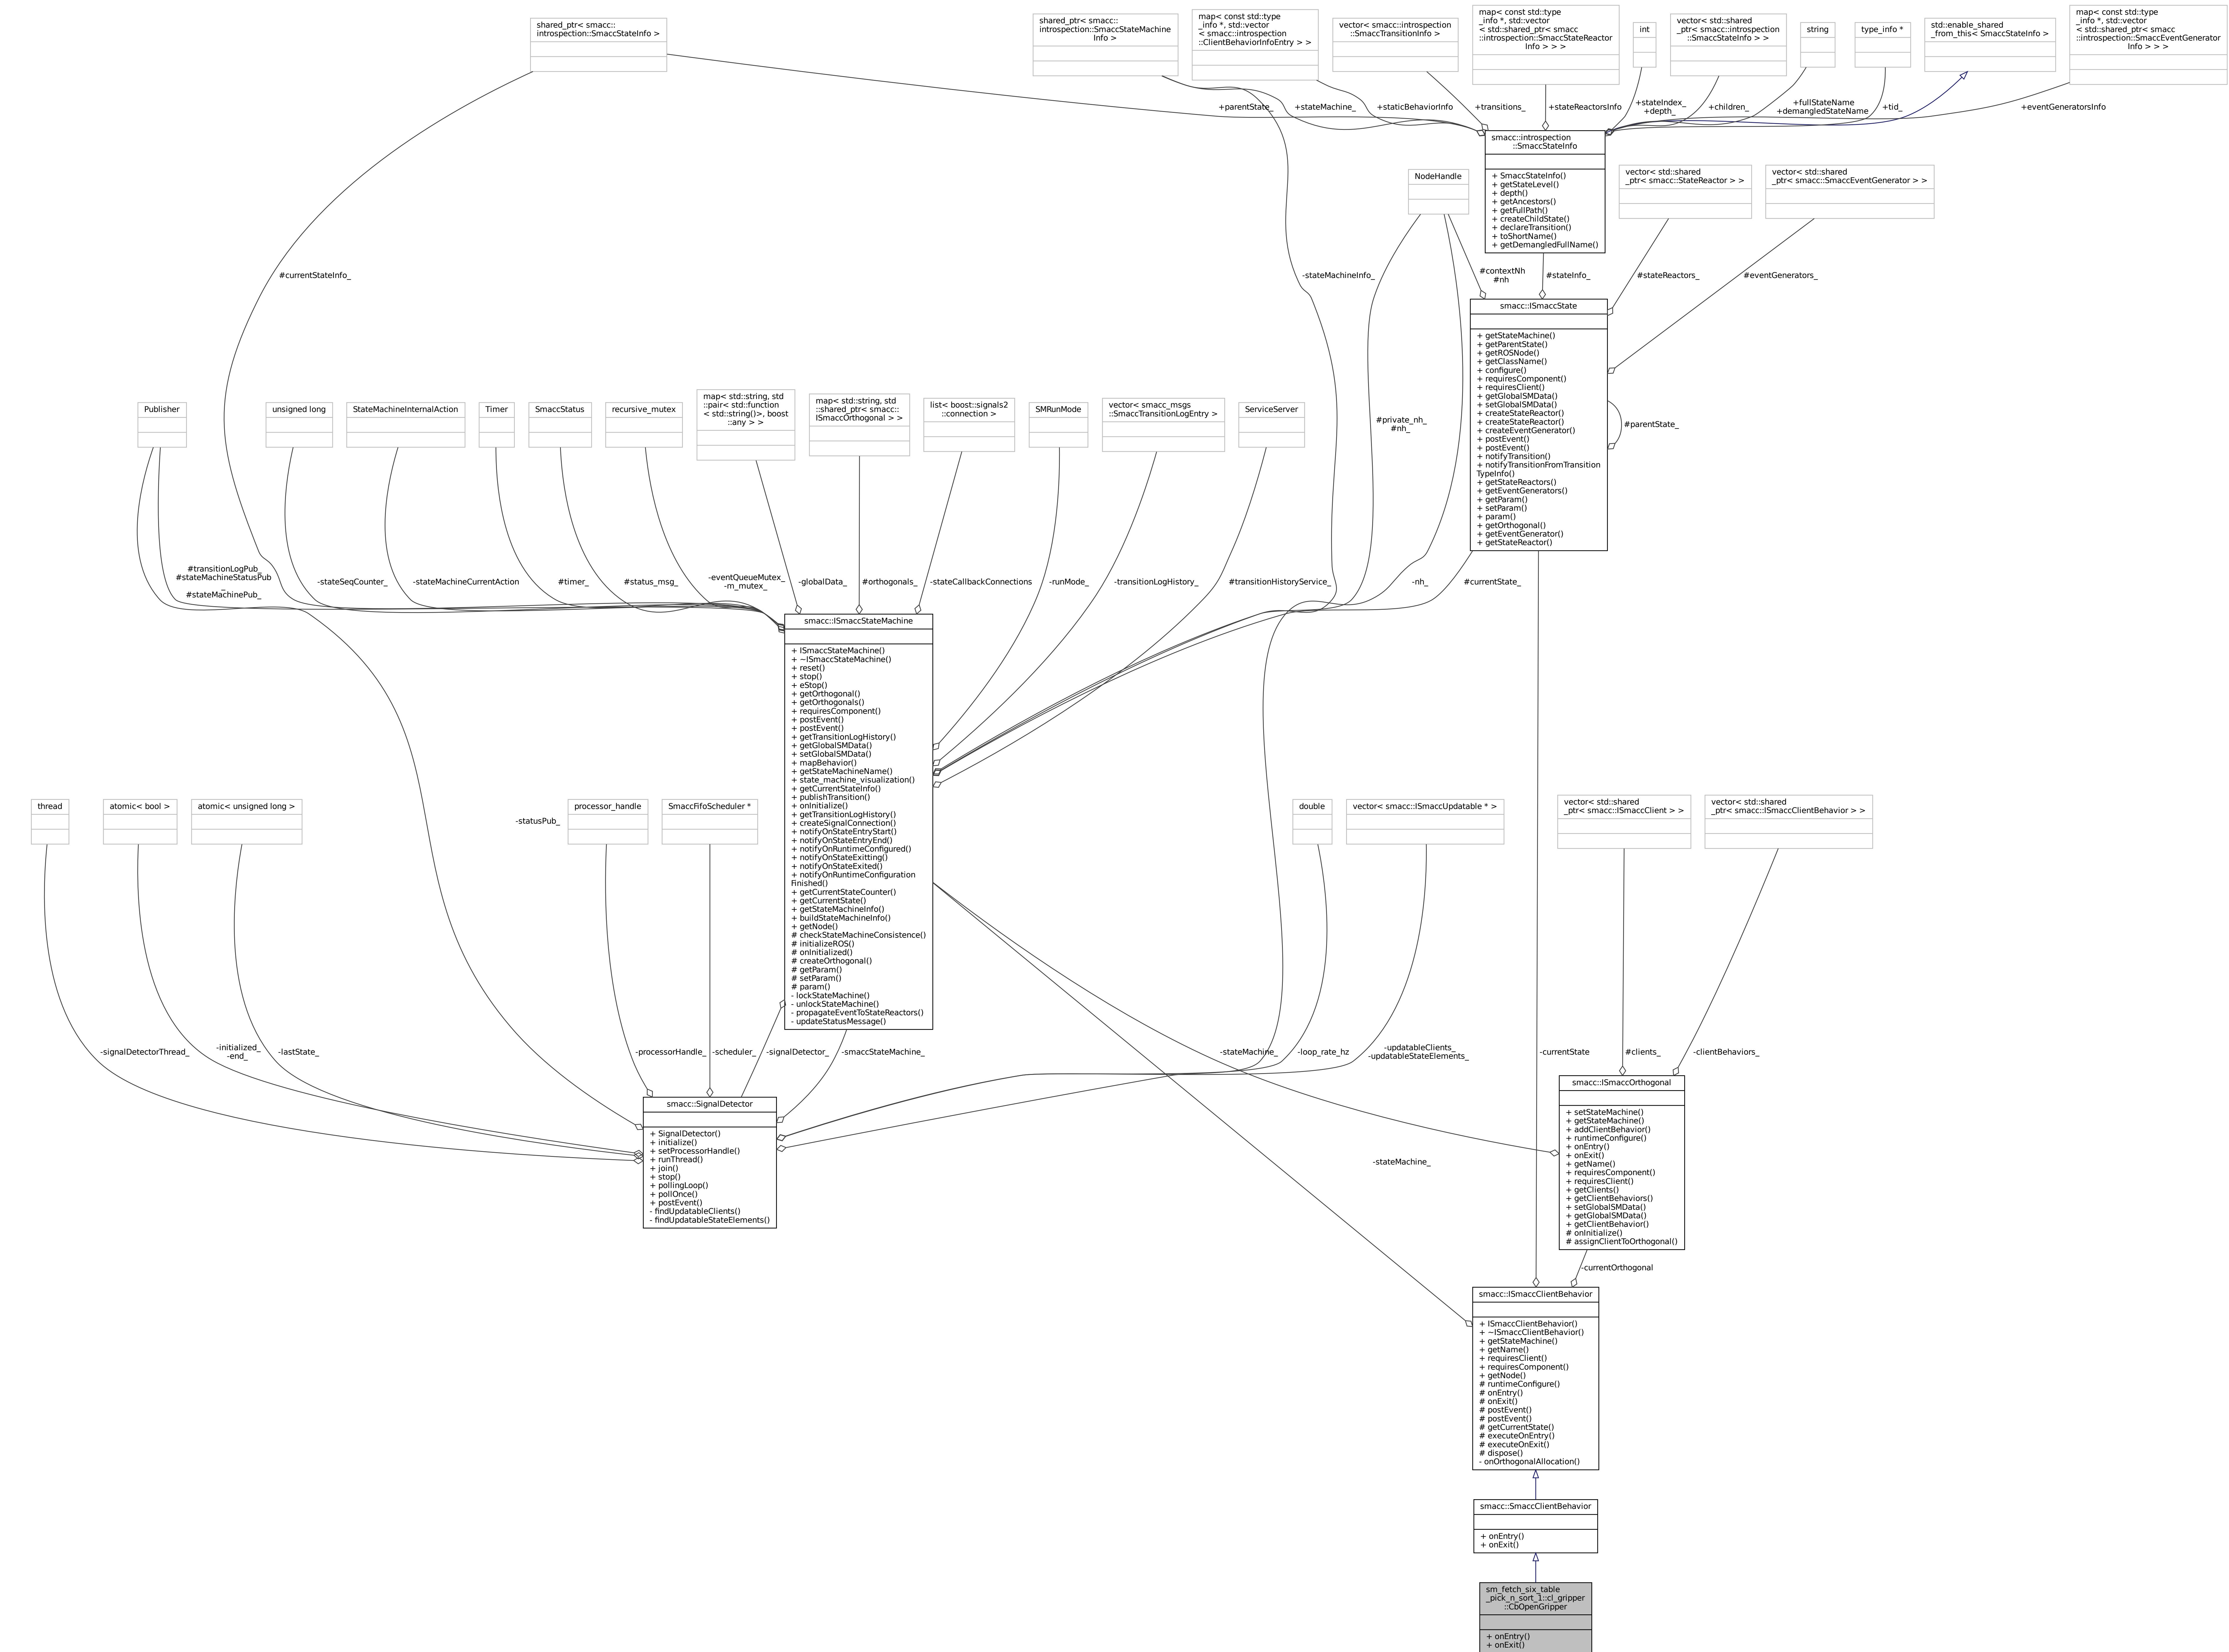 shared_ptr< smacc::
introspection::SmaccStateInfo >
shared_ptr< smacc::
introspection::SmaccStateMachine
Info >
map< const std::type
_info *, std::vector
< smacc::introspection
::ClientBehaviorInfoEntry > >
vector< smacc::introspection
::SmaccTransitionInfo >
map< const std::type
_info *, std::vector
< std::shared_ptr< smacc
::introspection::SmaccStateReactor
Info > > >
int
vector< std::shared
_ptr< smacc::introspection
::SmaccStateInfo > >
string
type_info *
std::enable_shared
_from_this< SmaccStateInfo >
map< const std::type
_info *, std::vector
< std::shared_ptr< smacc
::introspection::SmaccEventGenerator
Info > > >
+parentState_
+stateMachine_
+staticBehaviorInfo
+transitions_
+stateReactorsInfo
+stateIndex_
+depth_
+children_
+fullStateName
+demangledStateName
+tid_
+eventGeneratorsInfo
smacc::introspection
::SmaccStateInfo
+ SmaccStateInfo()
+ getStateLevel()
+ depth()
+ getAncestors()
+ getFullPath()
+ createChildState()
+ declareTransition()
+ toShortName()
+ getDemangledFullName()
NodeHandle
vector< std::shared
_ptr< smacc::StateReactor > >
vector< std::shared
_ptr< smacc::SmaccEventGenerator > >
#currentStateInfo_
-stateMachineInfo_
#contextNh
#nh
#stateInfo_
#stateReactors_
#eventGenerators_
smacc::ISmaccState
+ getStateMachine()
+ getParentState()
+ getROSNode()
+ getClassName()
+ configure()
+ requiresComponent()
+ requiresClient()
+ getGlobalSMData()
+ setGlobalSMData()
+ createStateReactor()
+ createStateReactor()
+ createEventGenerator()
+ postEvent()
+ postEvent()
+ notifyTransition()
+ notifyTransitionFromTransition
TypeInfo()
+ getStateReactors()
+ getEventGenerators()
+ getParam()
+ setParam()
+ param()
+ getOrthogonal()
+ getEventGenerator()
+ getStateReactor()
#parentState_
#private_nh_
#nh_
Publisher
unsigned long
StateMachineInternalAction
Timer
SmaccStatus
recursive_mutex
map< std::string, std
::pair< std::function
< std::string()>, boost
::any > >
map< std::string, std
::shared_ptr< smacc::
ISmaccOrthogonal > >
list< boost::signals2
::connection >
SMRunMode
vector< smacc_msgs
::SmaccTransitionLogEntry >
ServiceServer
#transitionLogPub_
#stateMachineStatusPub
_
#stateMachinePub_
-stateSeqCounter_
-stateMachineCurrentAction
#timer_
#status_msg_
-eventQueueMutex_
-m_mutex_
-globalData_
#orthogonals_
-stateCallbackConnections
-runMode_
-transitionLogHistory_
#transitionHistoryService_
-nh_
#currentState_
smacc::ISmaccStateMachine
+ ISmaccStateMachine()
+ ~ISmaccStateMachine()
+ reset()
+ stop()
+ eStop()
+ getOrthogonal()
+ getOrthogonals()
+ requiresComponent()
+ postEvent()
+ postEvent()
+ getTransitionLogHistory()
+ getGlobalSMData()
+ setGlobalSMData()
+ mapBehavior()
+ getStateMachineName()
+ state_machine_visualization()
+ getCurrentStateInfo()
+ publishTransition()
+ onInitialize()
+ getTransitionLogHistory()
+ createSignalConnection()
+ notifyOnStateEntryStart()
+ notifyOnStateEntryEnd()
+ notifyOnRuntimeConfigured()
+ notifyOnStateExitting()
+ notifyOnStateExited()
+ notifyOnRuntimeConfiguration
Finished()
+ getCurrentStateCounter()
+ getCurrentState()
+ getStateMachineInfo()
+ buildStateMachineInfo()
+ getNode()
# checkStateMachineConsistence()
# initializeROS()
# onInitialized()
# createOrthogonal()
# getParam()
# setParam()
# param()
- lockStateMachine()
- unlockStateMachine()
- propagateEventToStateReactors()
- updateStatusMessage()
thread
atomic< bool >
atomic< unsigned long >
-statusPub_
processor_handle
SmaccFifoScheduler *
double
vector< smacc::ISmaccUpdatable * >
vector< std::shared
_ptr< smacc::ISmaccClient > >
vector< std::shared
_ptr< smacc::ISmaccClientBehavior > >
-signalDetectorThread_
-initialized_
-end_
-lastState_
-processorHandle_
-scheduler_
-signalDetector_
-smaccStateMachine_
-stateMachine_
-loop_rate_hz
-updatableClients_
-updatableStateElements_
-currentState
#clients_
-clientBehaviors_
smacc::SignalDetector
+ SignalDetector()
+ initialize()
+ setProcessorHandle()
+ runThread()
+ join()
+ stop()
+ pollingLoop()
+ pollOnce()
+ postEvent()
- findUpdatableClients()
- findUpdatableStateElements()
smacc::ISmaccOrthogonal
+ setStateMachine()
+ getStateMachine()
+ addClientBehavior()
+ runtimeConfigure()
+ onEntry()
+ onExit()
+ getName()
+ requiresComponent()
+ requiresClient()
+ getClients()
+ getClientBehaviors()
+ setGlobalSMData()
+ getGlobalSMData()
+ getClientBehavior()
# onInitialize()
# assignClientToOrthogonal()
-stateMachine_
-currentOrthogonal
smacc::ISmaccClientBehavior
+ ISmaccClientBehavior()
+ ~ISmaccClientBehavior()
+ getStateMachine()
+ getName()
+ requiresClient()
+ requiresComponent()
+ getNode()
# runtimeConfigure()
# onEntry()
# onExit()
# postEvent()
# postEvent()
# getCurrentState()
# executeOnEntry()
# executeOnExit()
# dispose()
- onOrthogonalAllocation()
smacc::SmaccClientBehavior
+ onEntry()
+ onExit()
sm_fetch_six_table
_pick_n_sort_1::cl_gripper
::CbOpenGripper
+ onEntry()
+ onExit()